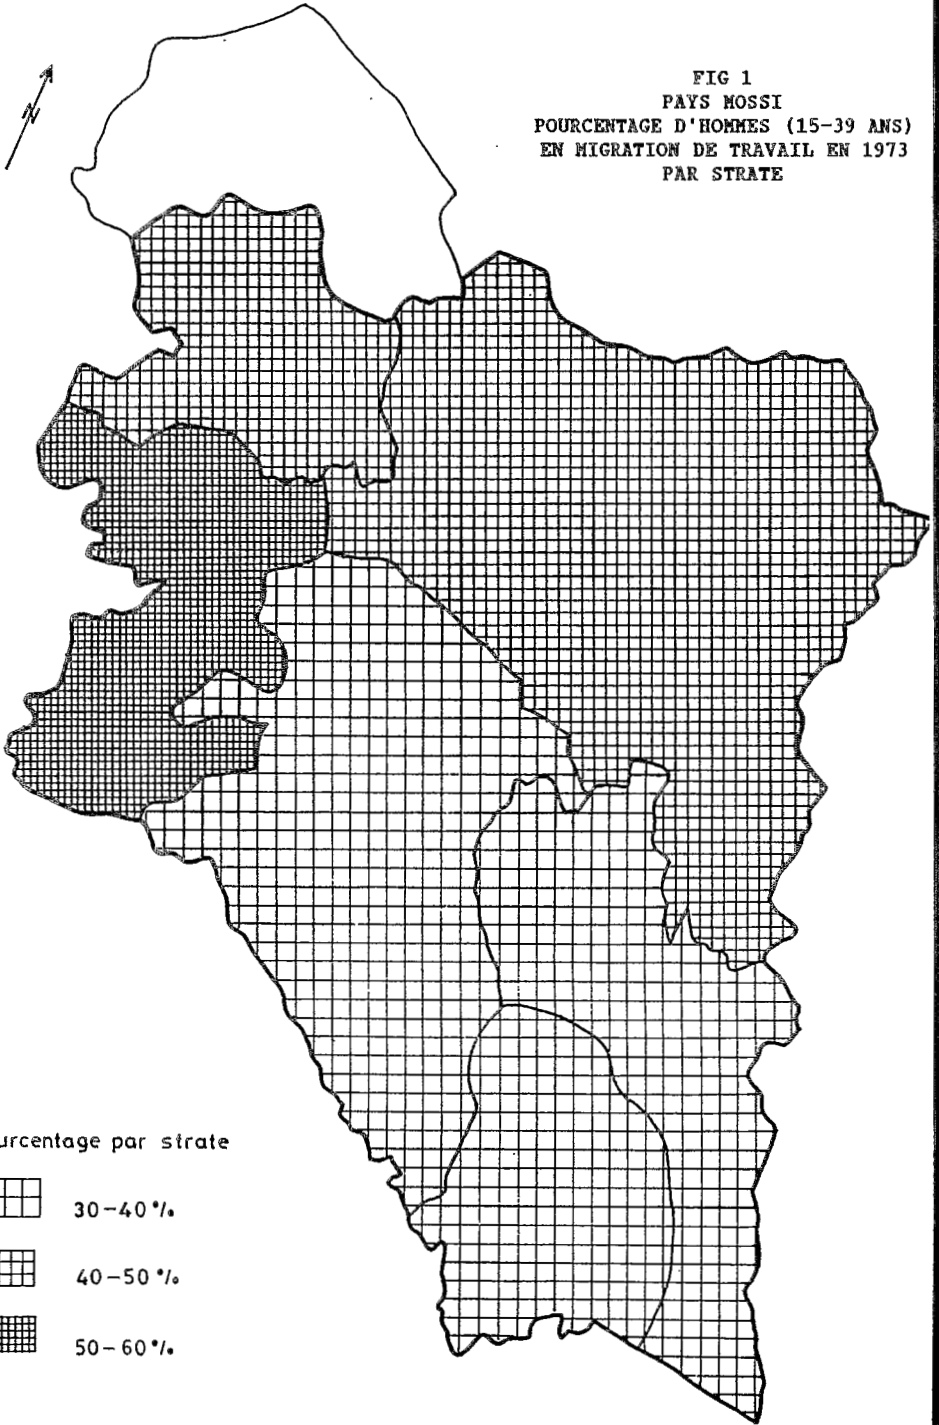 N
FIG 1
PAYS MOSSI
POURCENTAGE D'HOMMES (15-39 ANS)
EN MIGRATION DE TRAVAIL EN 1973
PAR STRATE
urcentage par strate
30-40 %
40-50 %
50-60 %